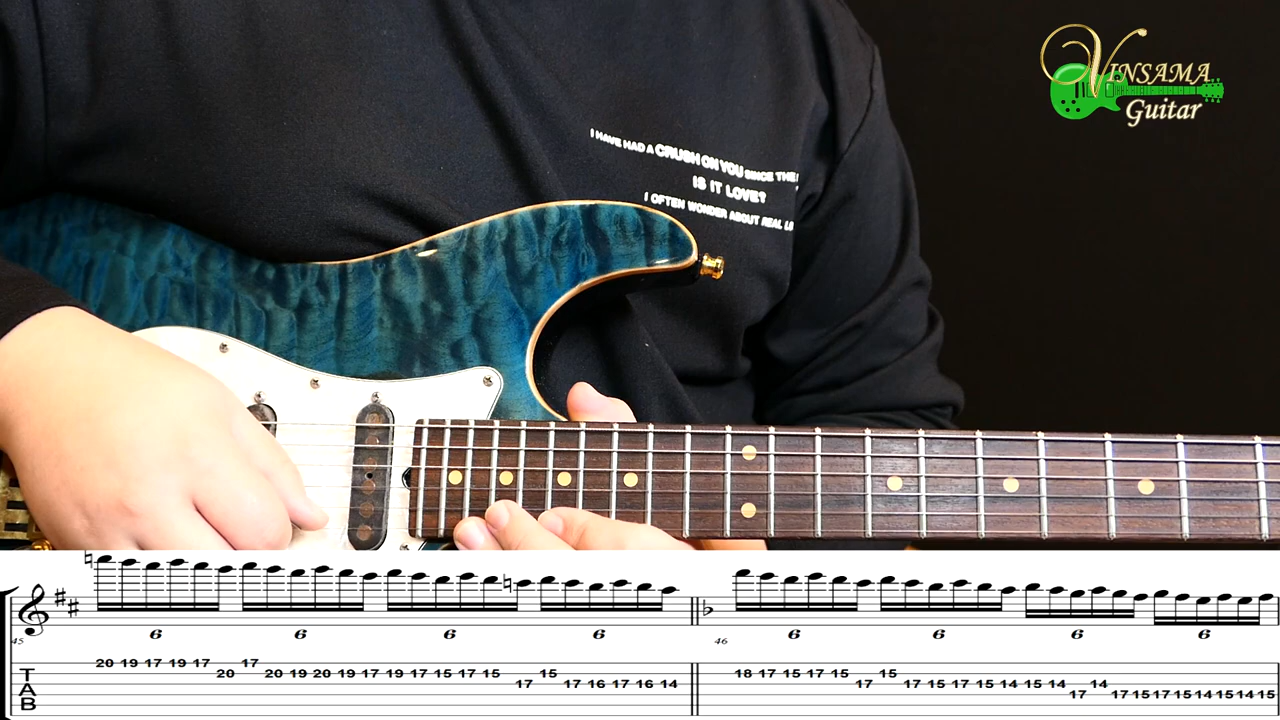 VINSAMA
Guitar
I HAVE HAD A CRUSH ON YOU SINCE THE
IS IT LOVE?
I OFTEN WONDER ABOUT REAL LO
6 6 6 6 6 6 6 6
45 46
20 19 17 19 17 17 
20 20 19 20 19 17 19 17 15 17 15 15 18 17 15 17 15 15
T
17 17 16 17 16 14 17 17 15 17 15 14 15 14 14
A
17 17 15 17 15 14 15 14 15
B